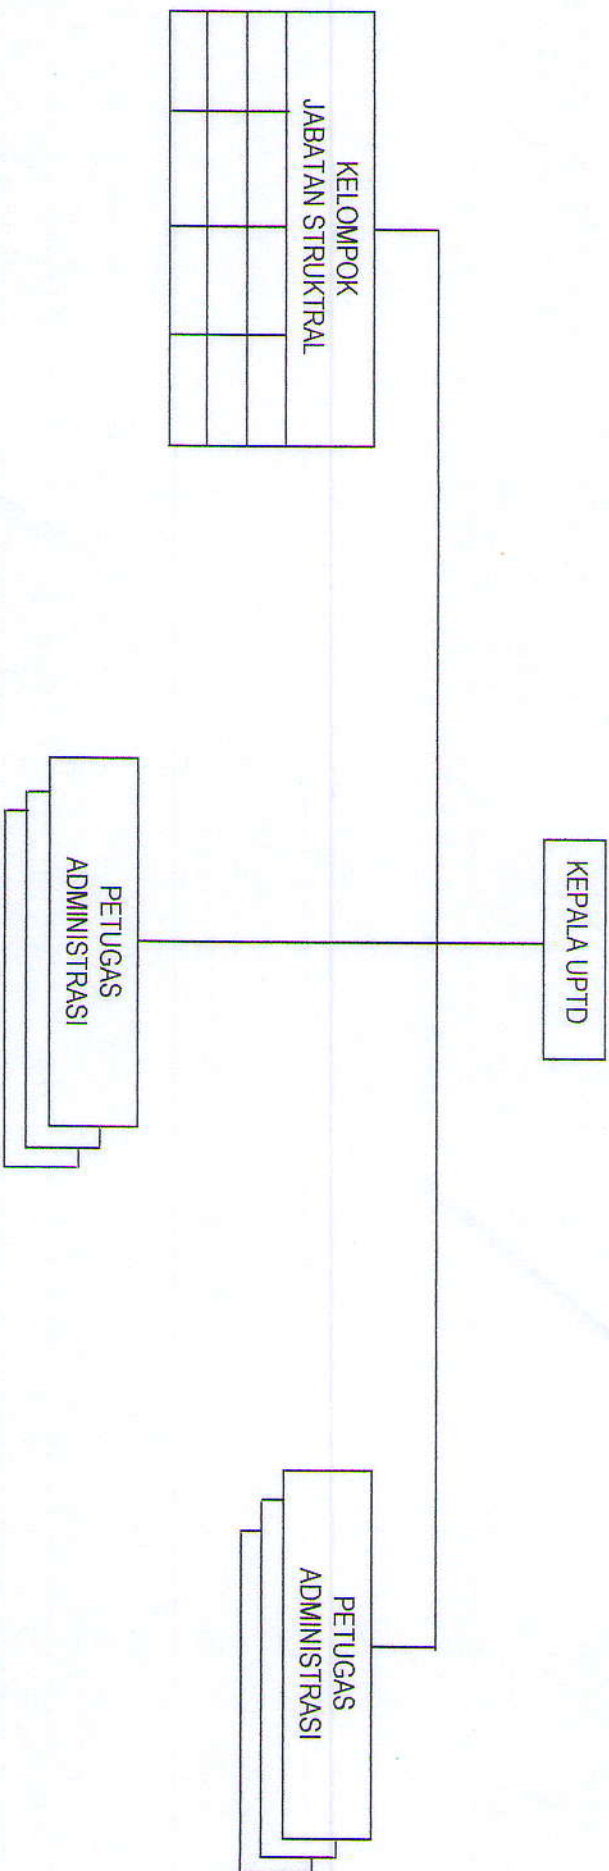 KEPALA UPTD
KELOMPOK
JABATAN STRUKTRAL
PETUGAS
ADMINISTRASI
PETUGAS
ADMINISTRASI